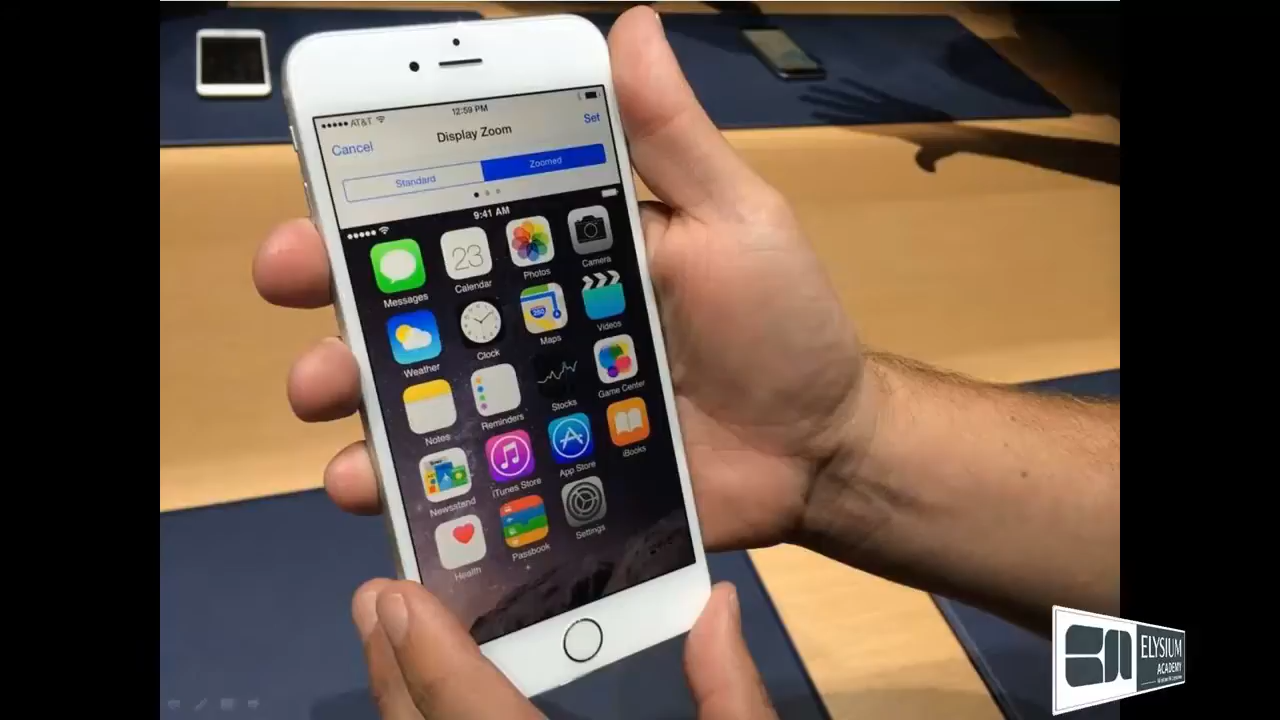 AT&T
12:59 PM
Cancel
Display Zoom
Set
Standard
Zoomed
9:41 AM
Messages
23
Calendar
Photos
Camera
Weather
Clock
Maps
280
Videos
Notes
Reminders
Stocks
Game Center
Newsstand
iTunes Store
App Store
iBooks
Health
Passbook
Settings
ELYSIUM
ACADEMY